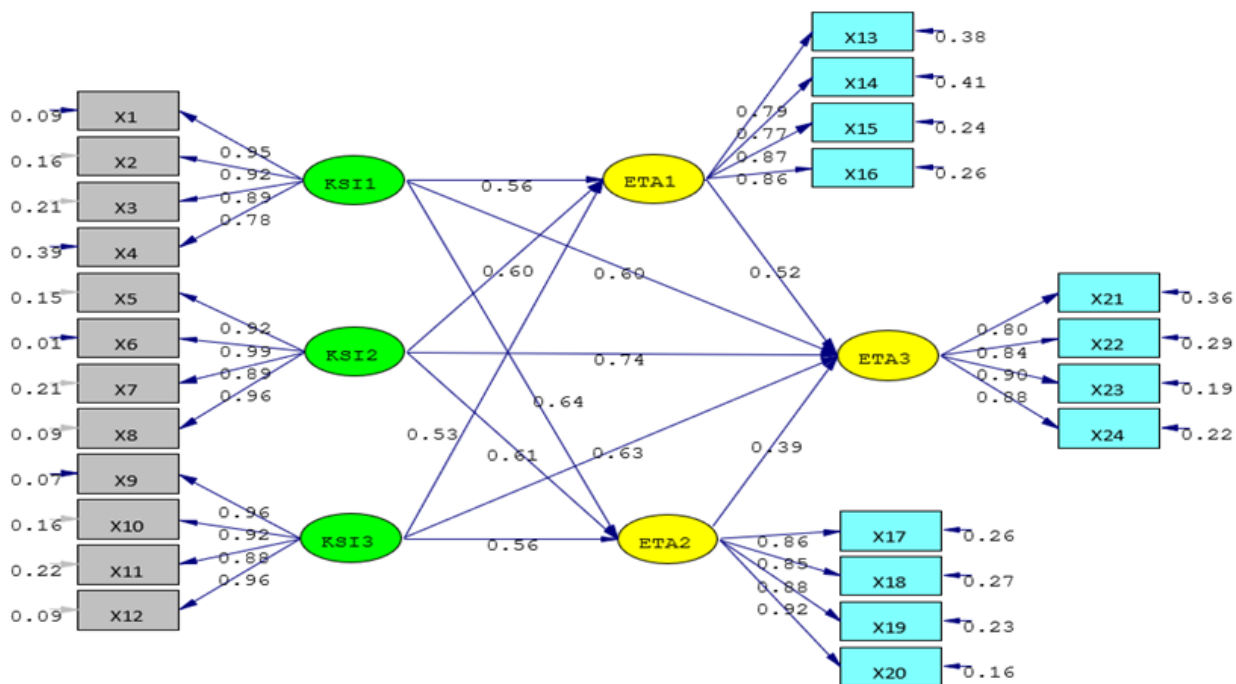 X1
0.09
X2
0.16
X3
0.21
X4
0.39
X5
0.15
X6
0.01
X7
0.21
X8
0.09
X9
0.07
X10
0.16
X11
0.22
X12
0.09
0.95
0.92
0.89
0.78
0.92
0.99
0.89
0.96
0.96
0.92
0.88
0.96
KSI1
KSI2
KSI3
0.56
0.60
0.60
0.74
0.64
0.53
0.61
0.63
0.56
ETA1
ETA2
0.52
0.39
ETA3
0.79
0.77
0.87
0.86
X13
0.38
X14
0.41
X15
0.24
X16
0.26
0.80
0.84
0.90
0.88
X21
0.36
X22
0.29
X23
0.19
X24
0.22
0.86
0.85
0.88
0.92
X17
0.26
X18
0.27
X19
0.23
X20
0.16